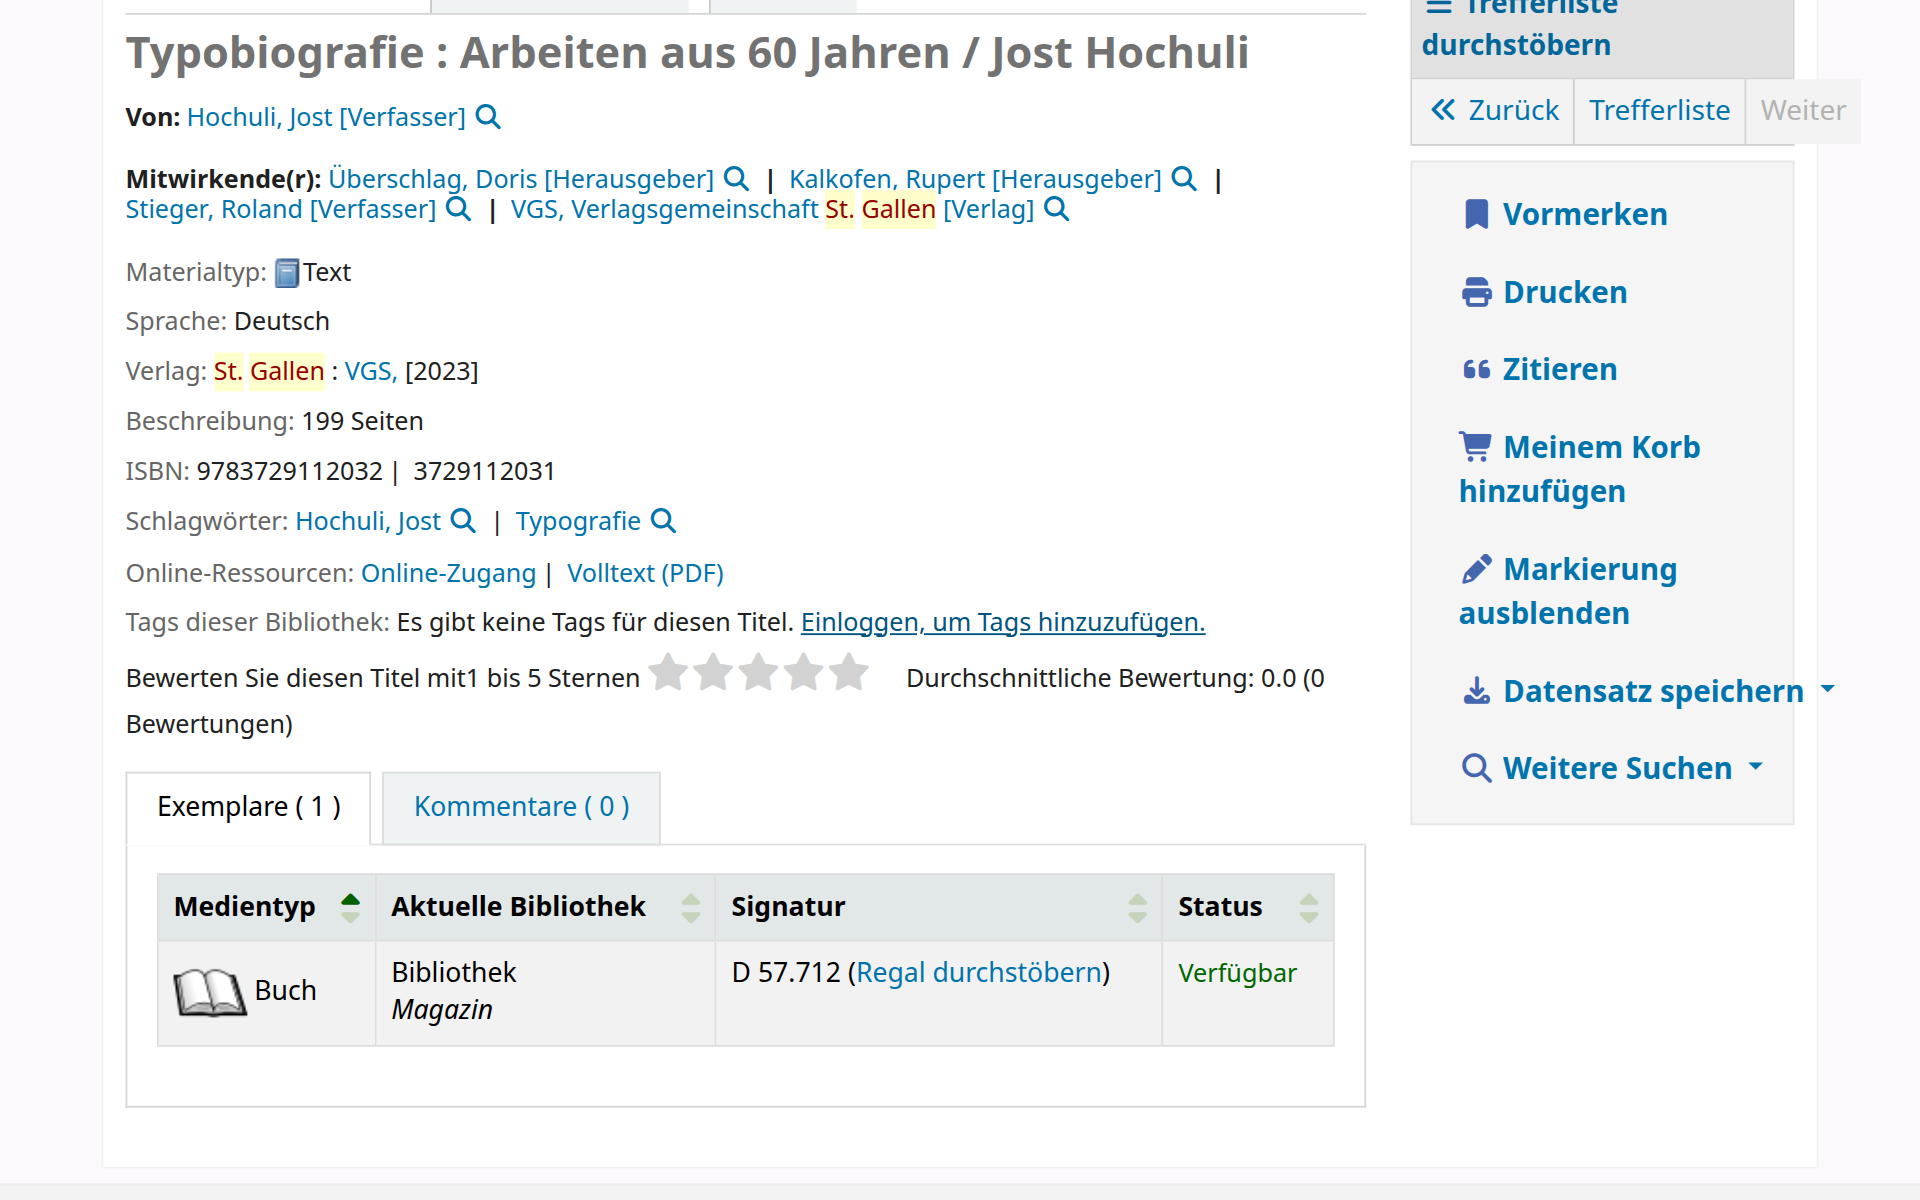 Typobiografie : Arbeiten aus 60 Jahren / Jost Hochuli
Von: Hochuli, Jost [Verfasser]
Mitwirkende(r): Überschlag, Doris [Herausgeber] | Kalkofen, Rupert [Herausgeber] |
Stieger, Roland [Verfasser] | VGS, Verlagsgemeinschaft St. Gallen [Verlag]
Materialtyp: Text
Sprache: Deutsch
Verlag: St. Gallen : VGS, [2023]
Beschreibung: 199 Seiten
ISBN: 9783729112032 | 3729112031
Schlagwörter: Hochuli, Jost | Typografie
Online-Ressourcen: Online-Zugang | Volltext (PDF)
Tags dieser Bibliothek: Es gibt keine Tags für diesen Titel. Einloggen, um Tags hinzuzufügen.
Bewerten Sie diesen Titel mit1 bis 5 Sternen Durchschnittliche Bewertung: 0.0 (0
Bewertungen)
Exemplare ( 1 ) Kommentare ( 0 )
Medientyp Aktuelle Bibliothek Signatur Status
Buch Bibliothek D 57.712 (Regal durchstöbern) Verfügbar
Magazin
Trefferliste
durchstöbern
Zurück Trefferliste Weiter
Vormerken
Drucken
Zitieren
Meinem Korb
hinzufügen
Markierung
ausblenden
Datensatz speichern
Weitere Suchen